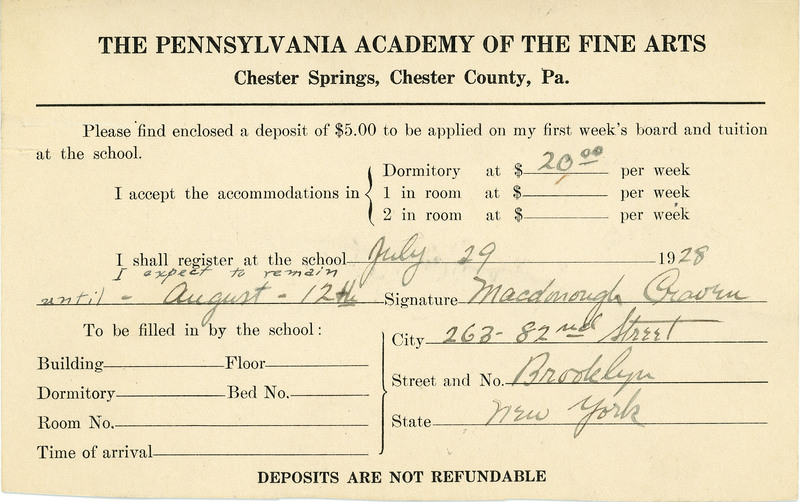 THE PENNSYLVANIA ACADEMY OF THE FINE ARTS
Chester Springs, Chester County, Pa.
Please find enclosed a deposit of $5.00 to be applied on my first week's board and tuition
at the school.
I accept the accommodations in { Dormitory at $ 20.00 per week
1 in room at $ per week
2 in room at $ per week
I shall register at the school July 29 1928
I expect to remain
until - August - 12th Signature Macdonough Craven
To be filled in by the school:
City 263 - 82nd Street
Building Floor
Street and No. Brooklyn
Dormitory Bed No.
State New York
Room No.
Time of arrival
DEPOSITS ARE NOT REFUNDABLE